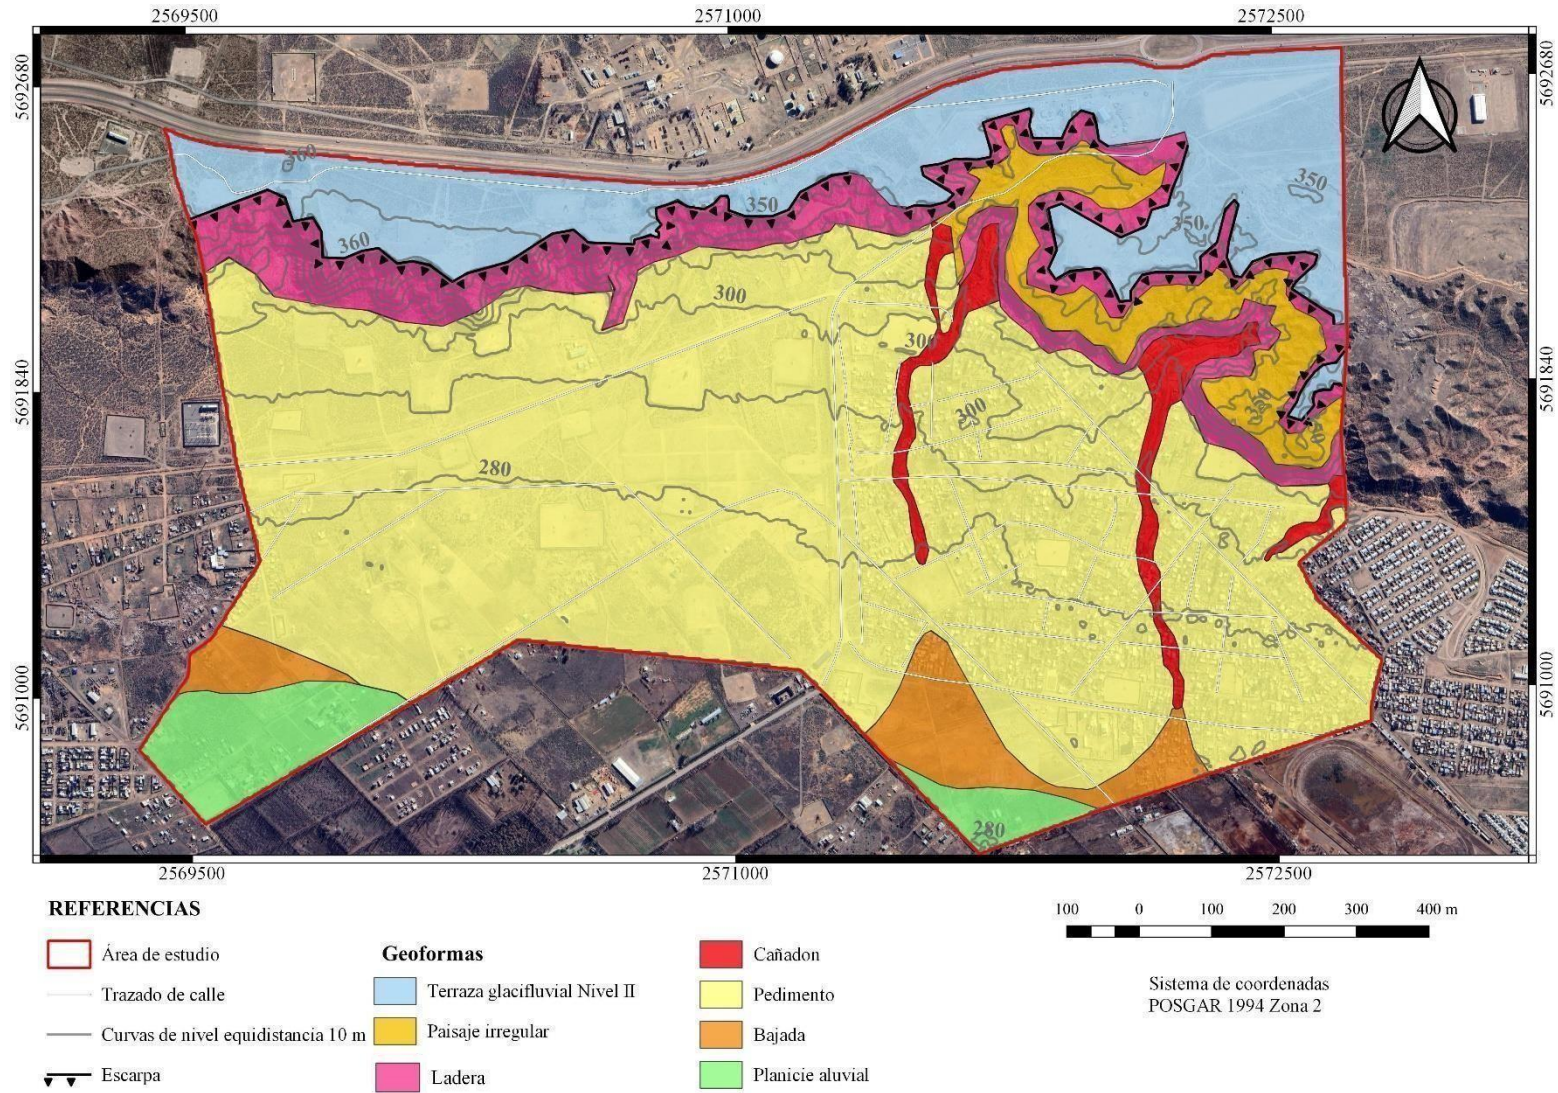 2569500 2571000 2572500
5692680 5692680
360
350
350
360
350
300
300
5691840 5691840
300
350
340
280
5691000 5691000
280
2569500 2571000 2572500
REFERENCIAS
Área de estudio
Trazado de calle
Curvas de nivel equidistancia 10 m
Escarpa
Geoformas
Terraza glacifluvial Nivel II
Paisaje irregular
Ladera
Cañadon
Pedimento
Bajada
Planicie aluvial
100 0 100 200 300 400 m
Sistema de coordenadas
POSGAR 1994 Zona 2